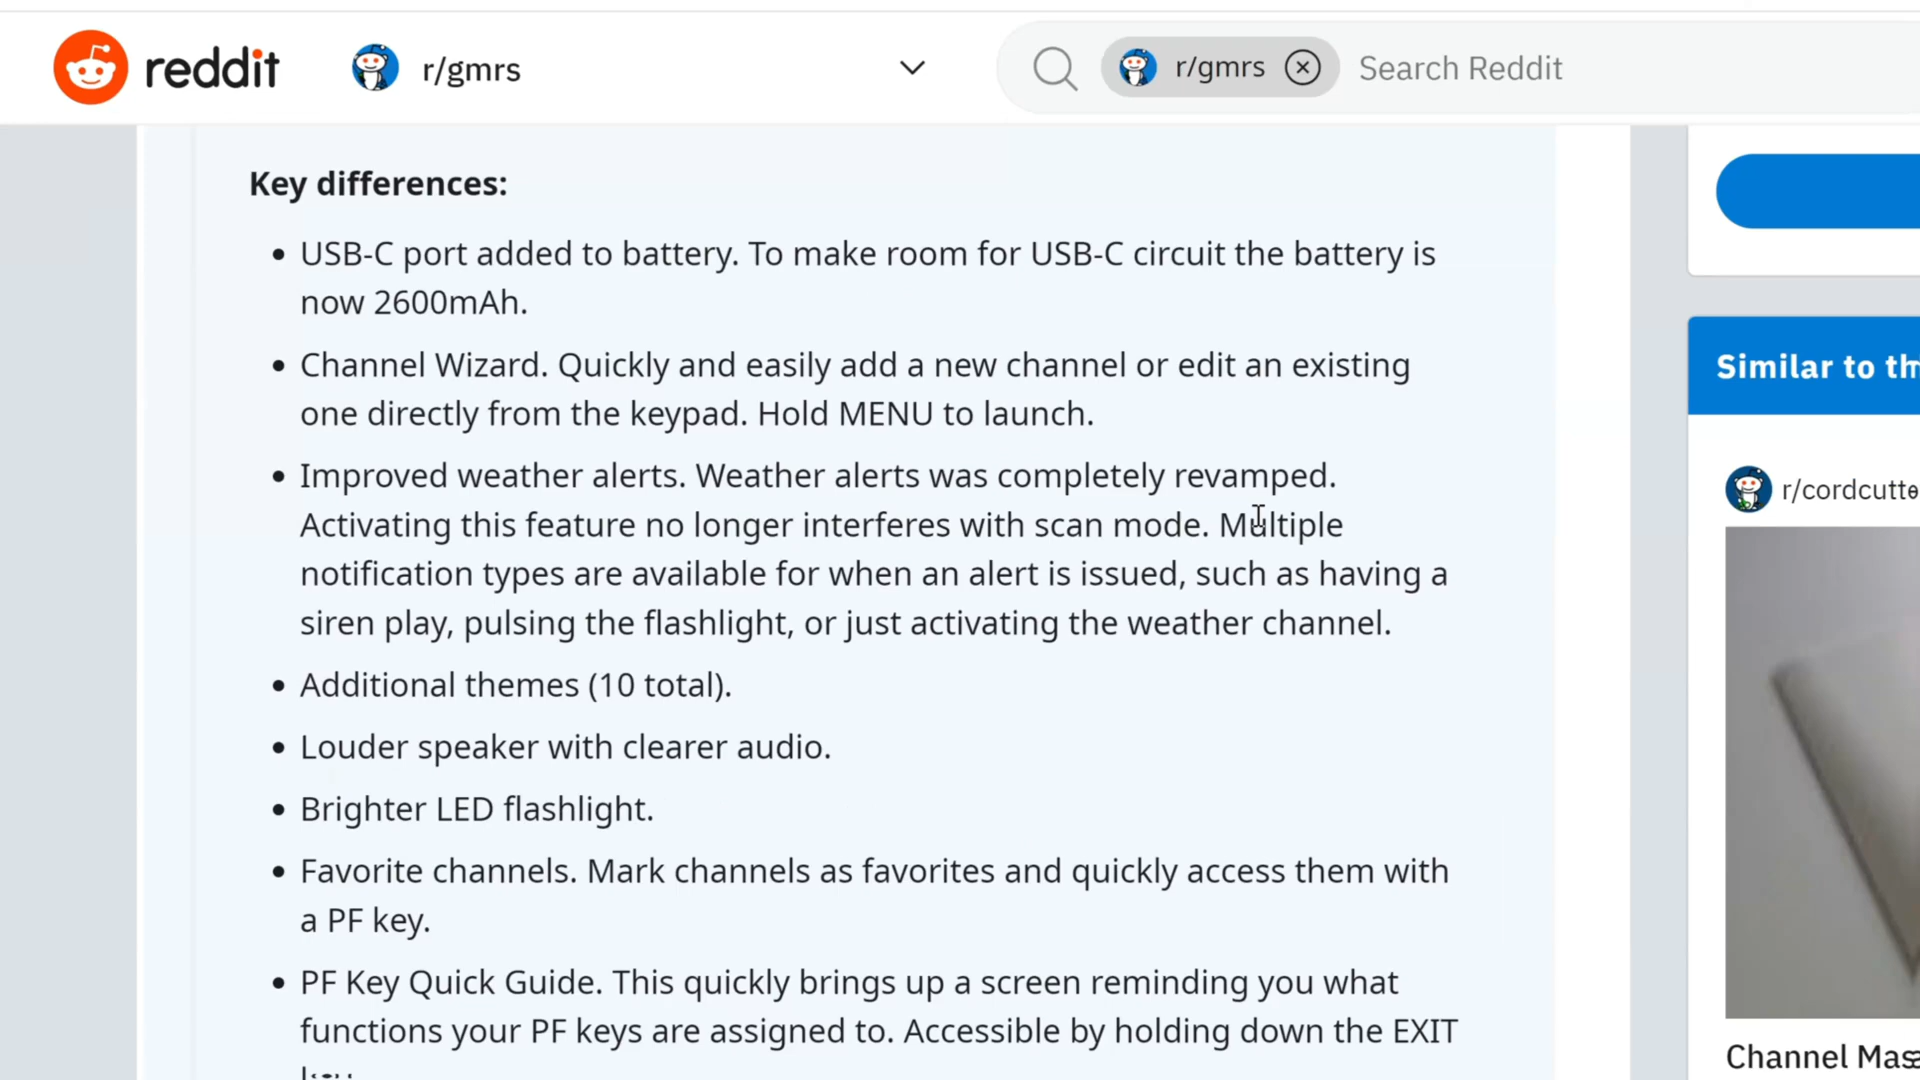 reddit
r/gmrs
r/gmrs
Search Reddit
Key differences:
• USB-C port added to battery. To make room for USB-C circuit the battery is
now 2600mAh.
• Channel Wizard. Quickly and easily add a new channel or edit an existing
one directly from the keypad. Hold MENU to launch.
• Improved weather alerts. Weather alerts was completely revamped.
Activating this feature no longer interferes with scan mode. Multiple
notification types are available for when an alert is issued, such as having a
siren play, pulsing the flashlight, or just activating the weather channel.
• Additional themes (10 total).
• Louder speaker with clearer audio.
• Brighter LED flashlight.
• Favorite channels. Mark channels as favorites and quickly access them with
a PF key.
• PF Key Quick Guide. This quickly brings up a screen reminding you what
functions your PF keys are assigned to. Accessible by holding down the EXIT
Similar to
Channel